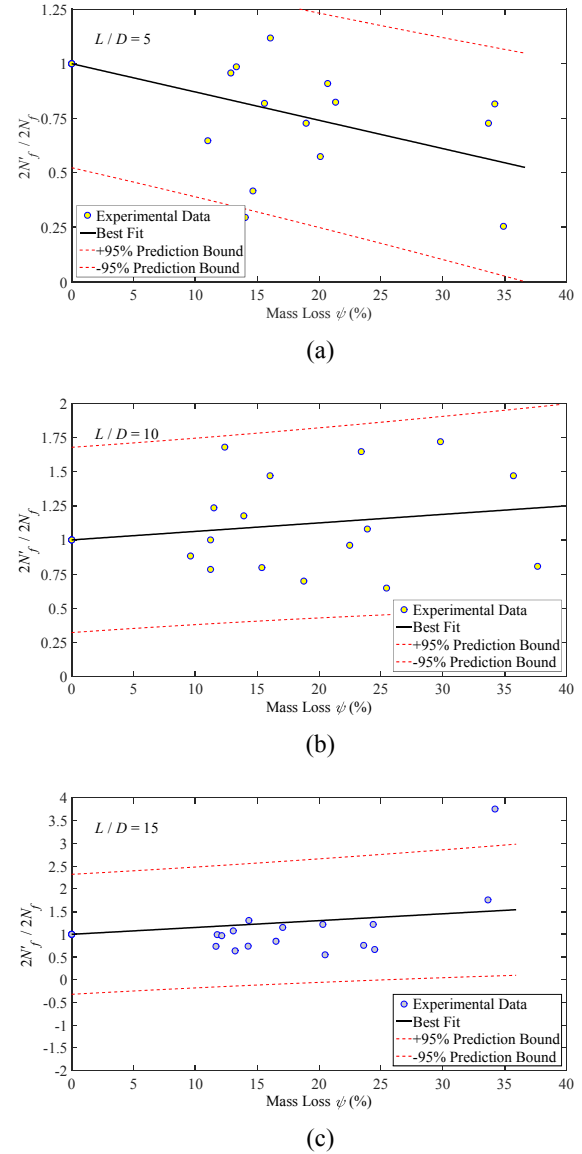 1.25
1
0.75
0.5
0.25
0
2N'f / 2Nf
L / D = 5
Experimental Data
Best Fit
+95% Prediction Bound
-95% Prediction Bound
0 5 10 15 20 25 30 35 40
Mass Loss ψ (%)
(a)
2
1.75
1.5
1.25
1
0.75
0.5
0.25
0
2N'f / 2Nf
L / D = 10
Experimental Data
Best Fit
+95% Prediction Bound
-95% Prediction Bound
0 5 10 15 20 25 30 35 40
Mass Loss ψ (%)
(b)
4
3.5
3
2.5
2
1.5
1
0.5
0
-0.5
-1
-1.5
-2
2N'f / 2Nf
L / D = 15
Experimental Data
Best Fit
+95% Prediction Bound
-95% Prediction Bound
0 5 10 15 20 25 30 35 40
Mass Loss ψ (%)
(c)